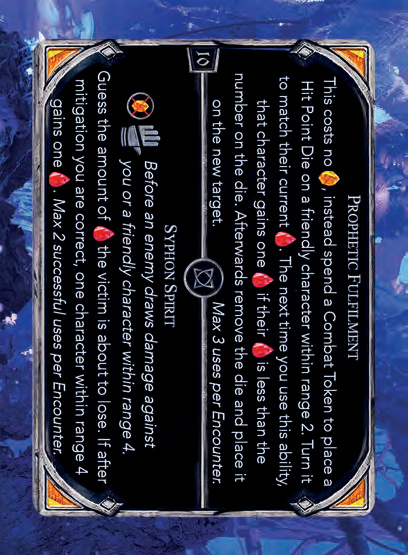 PROPHETIC FULFILMENT
This costs no , instead spend a Combat Token to place a
Hit Point Die on a friendly character within range 2. Turn it
to match their current . The next time you use this ability,
that character gains one if their is less than the
number on the die. Afterwards remove the die and place it
on the new target. Max 3 uses per Encounter.
10
SYPHON SPIRIT
Before an enemy draws damage against
you or a friendly character within range 4.
Guess the amount of the victim is about to lose. If after
mitigation you are correct, one character within range 4
gains one . Max 2 successful uses per Encounter.